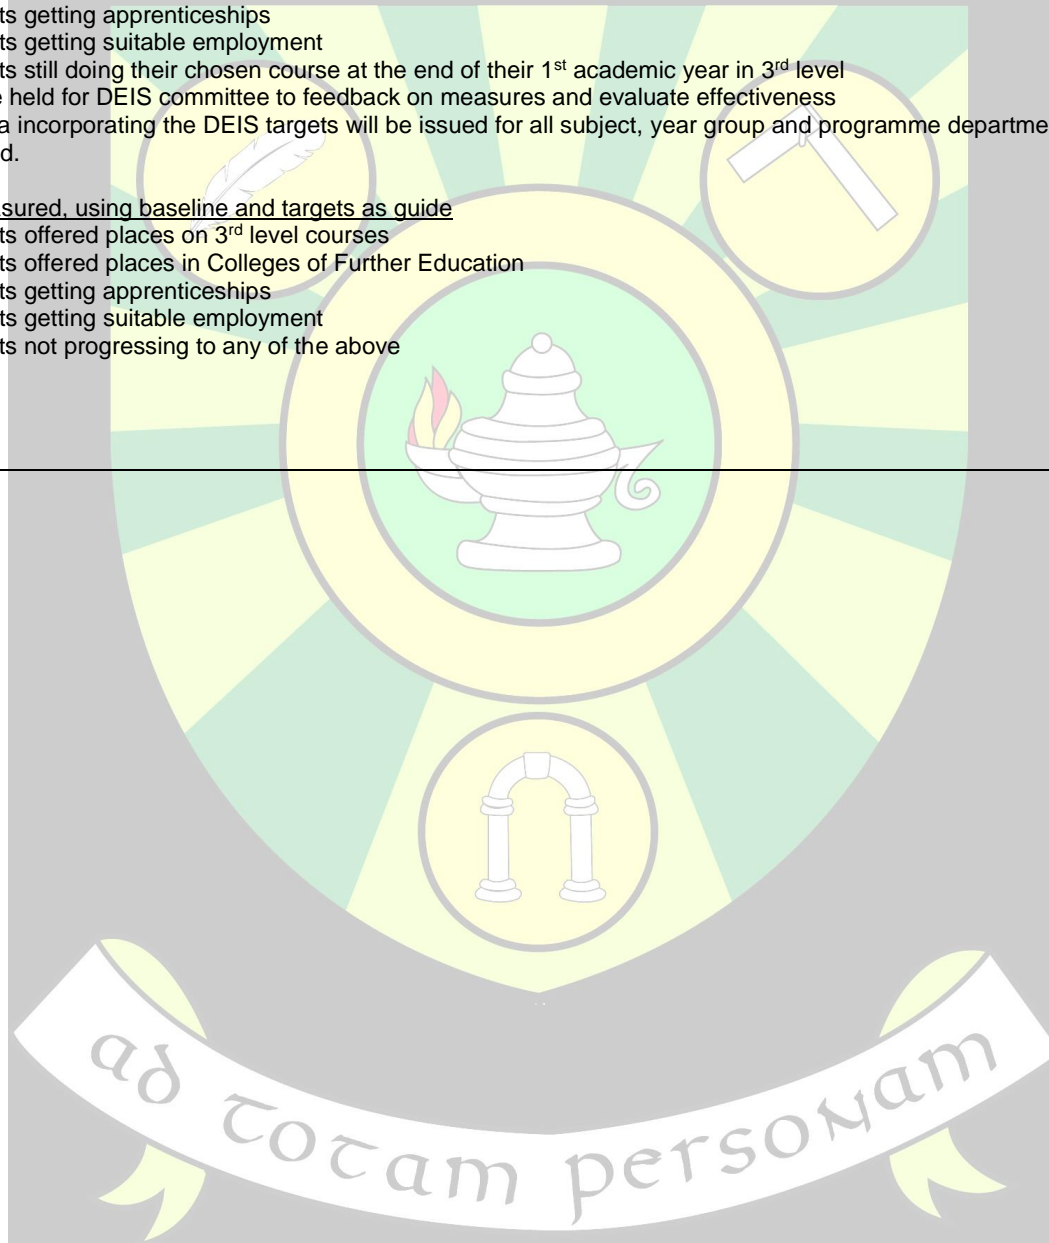 ts getting apprenticeships
ts getting suitable employment
ts still doing their chosen course at the end of their 1st academic year in 3rd level
e held for DEIS committee to feedback on measures and evaluate effectiveness
a incorporating the DEIS targets will be issued for all subject, year group and programme departme
d.
sured, using baseline and targets as guide
ts offered places on 3rd level courses
ts offered places in Colleges of Further Education
ts getting apprenticeships
ts getting suitable employment
ts not progressing to any of the above
ad totam personam